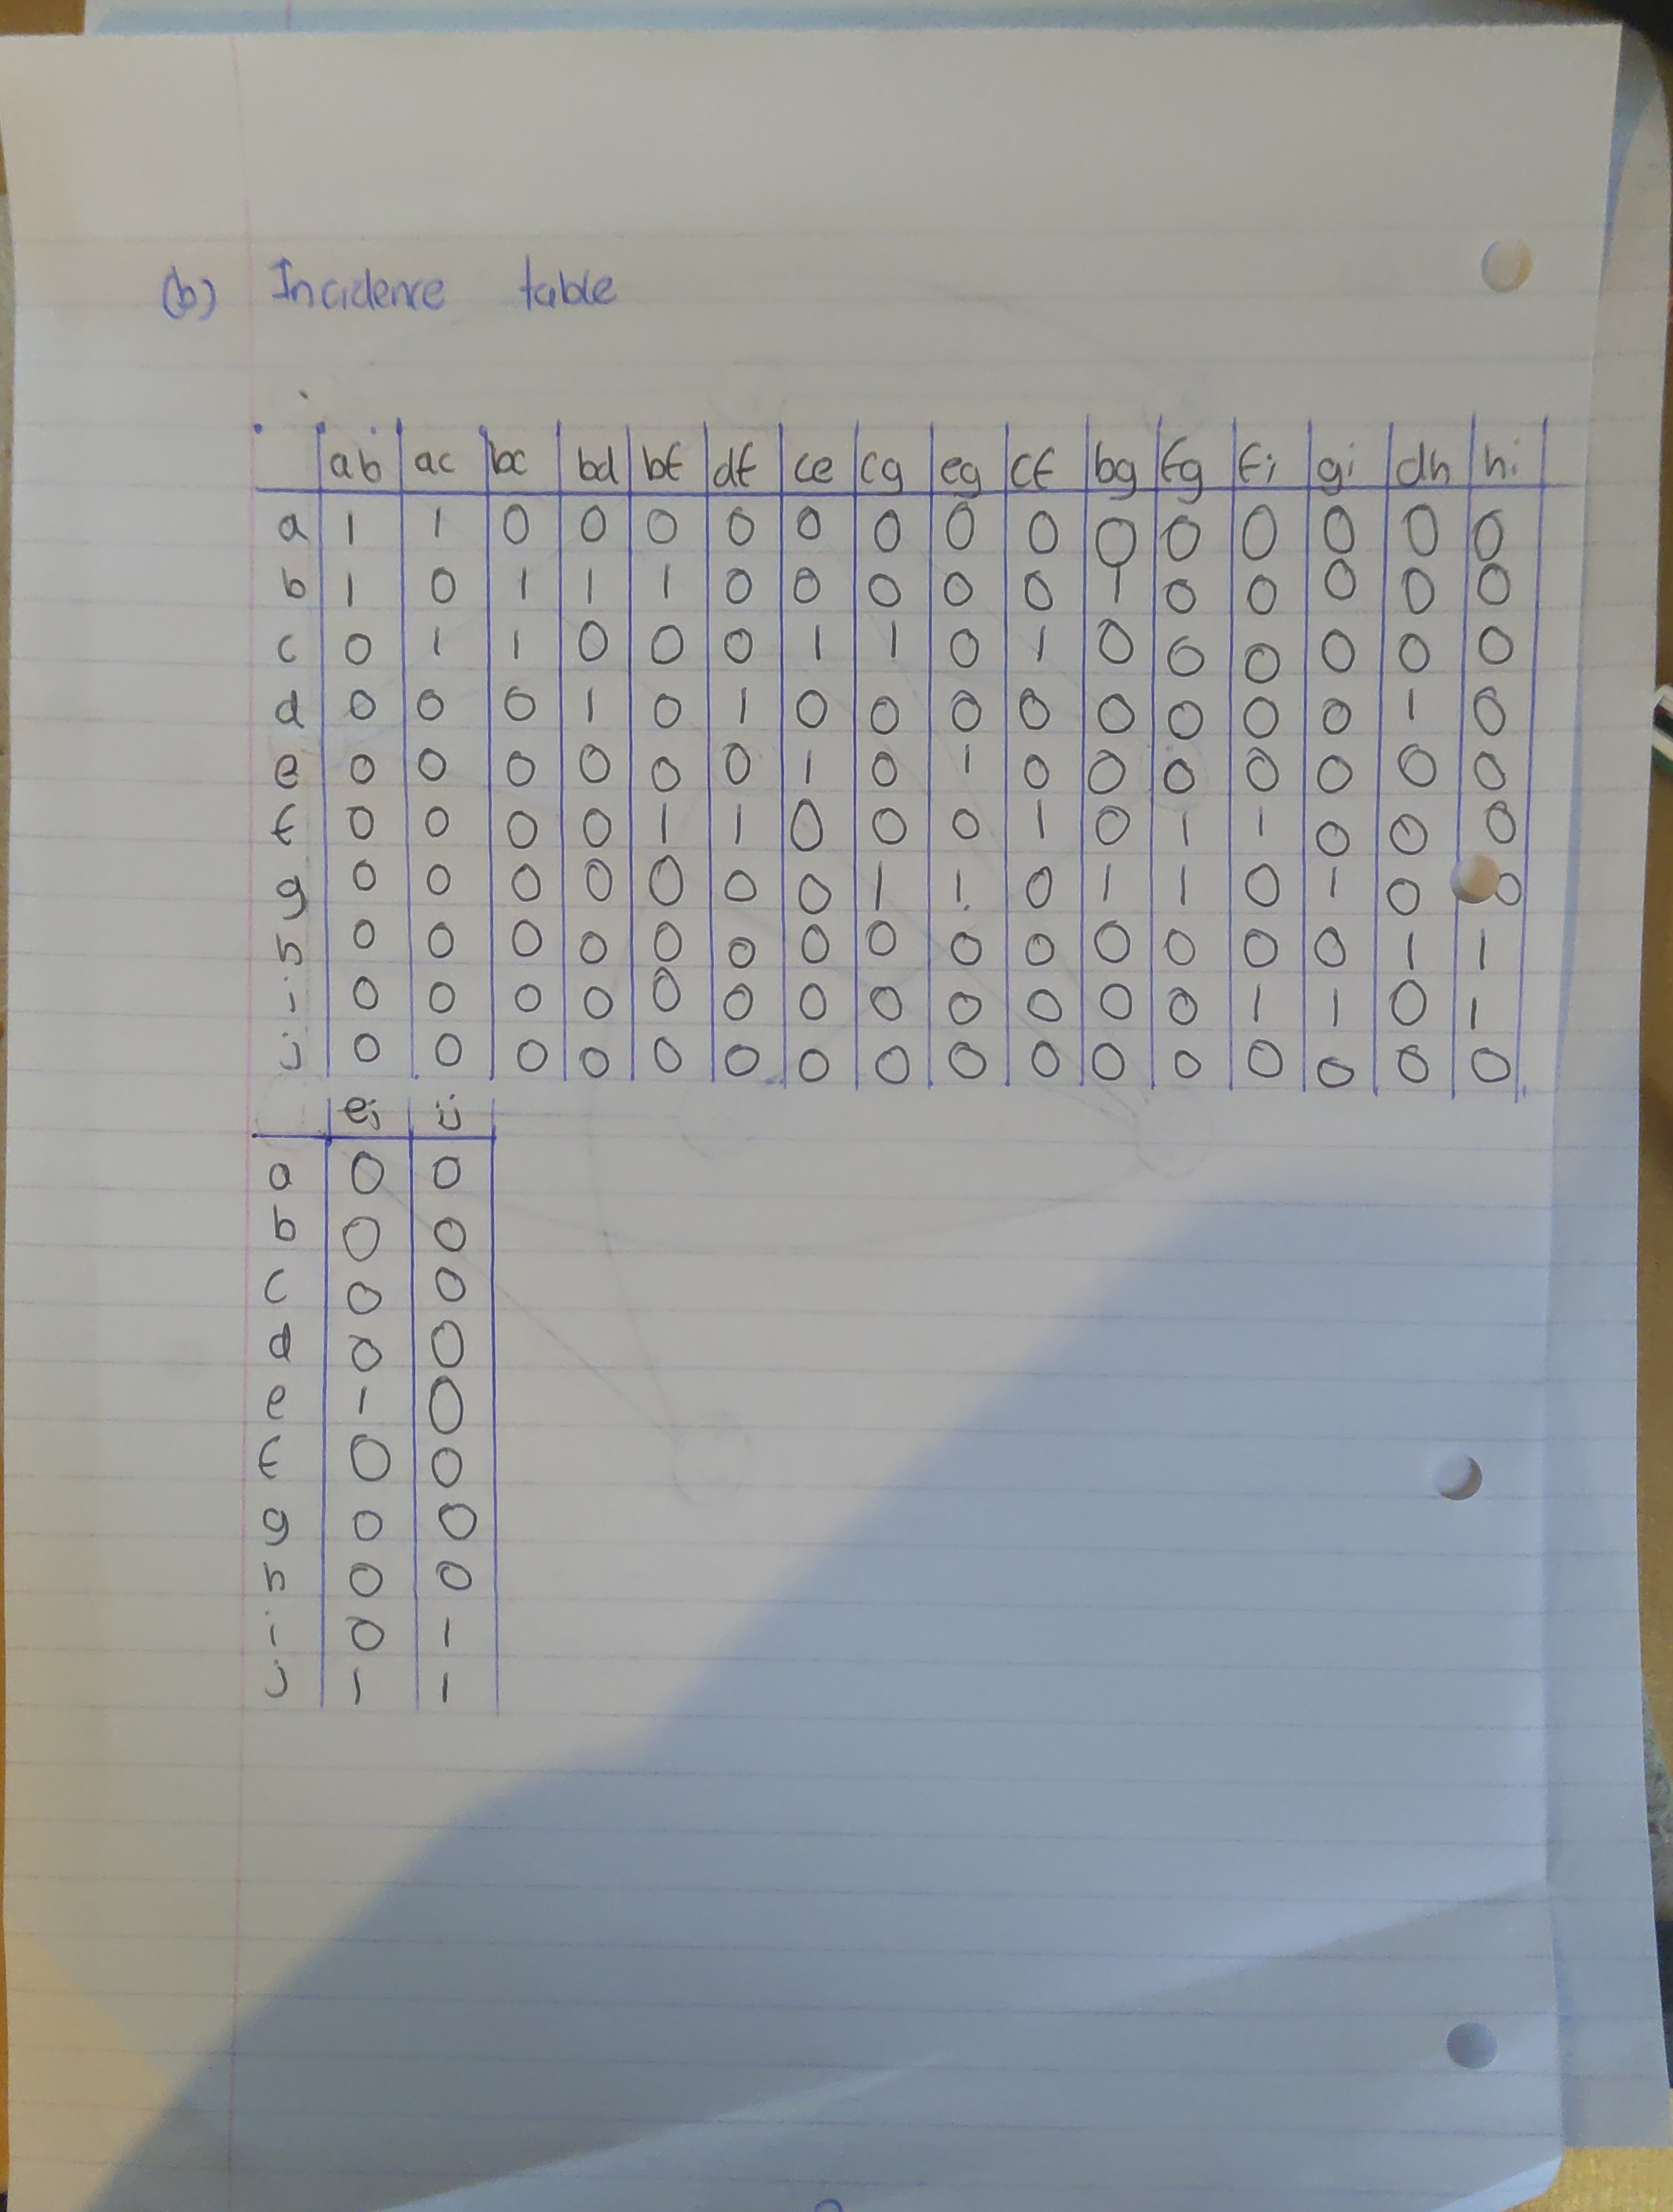 (b) Incidence table
ab ac bc bd bf df ce cg eg cf bg fg fi gi dh hi
a 1 1 0 0 0 0 0 0 0 0 0 0 0 0 0 0
b 1 0 1 1 1 0 0 0 0 0 1 0 0 0 0 0
c 0 1 1 0 0 0 1 1 0 1 0 0 0 0 0 0
d 0 0 0 1 0 1 0 0 0 0 0 0 0 0 1 0
e 0 0 0 0 0 0 1 0 1 0 0 0 0 0 0 0
f 0 0 0 0 1 1 0 0 0 1 0 1 1 0 0 0
g 0 0 0 0 0 0 0 1 1 0 1 1 0 1 0 0
h 0 0 0 0 0 0 0 0 0 0 0 0 0 0 1 1
i 0 0 0 0 0 0 0 0 0 0 0 0 1 1 0 1
j 0 0 0 0 0 0 0 0 0 0 0 0 0 0 0 0
ej ij
a 0 0
b 0 0
c 0 0
d 0 0
e 1 0
f 0 0
g 0 0
h 0 0
i 0 1
j 1 1